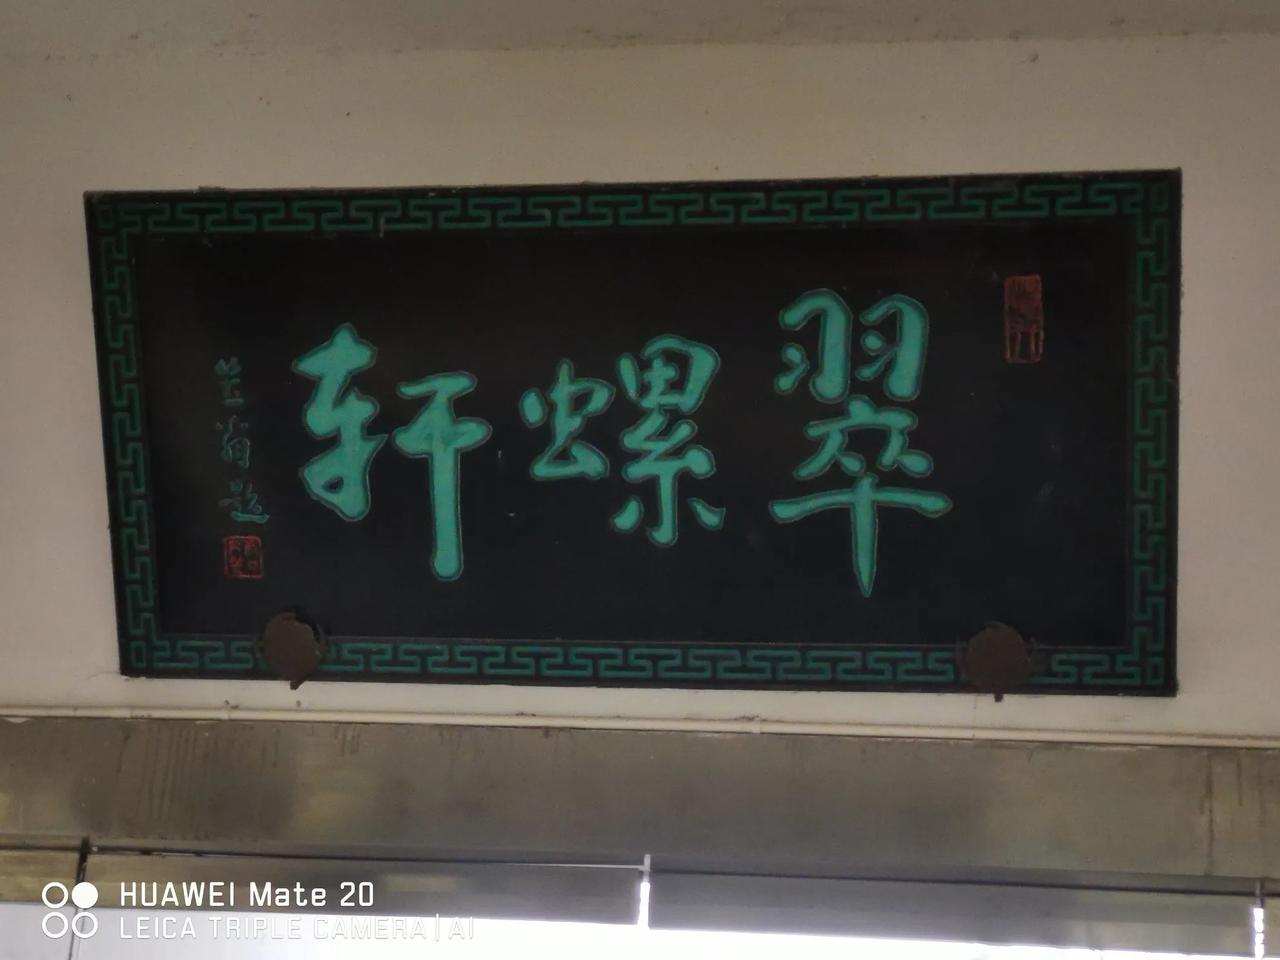 翠螺轩
HUAWEI Mate 20
LEICA TRIPLE CAMERA | AI